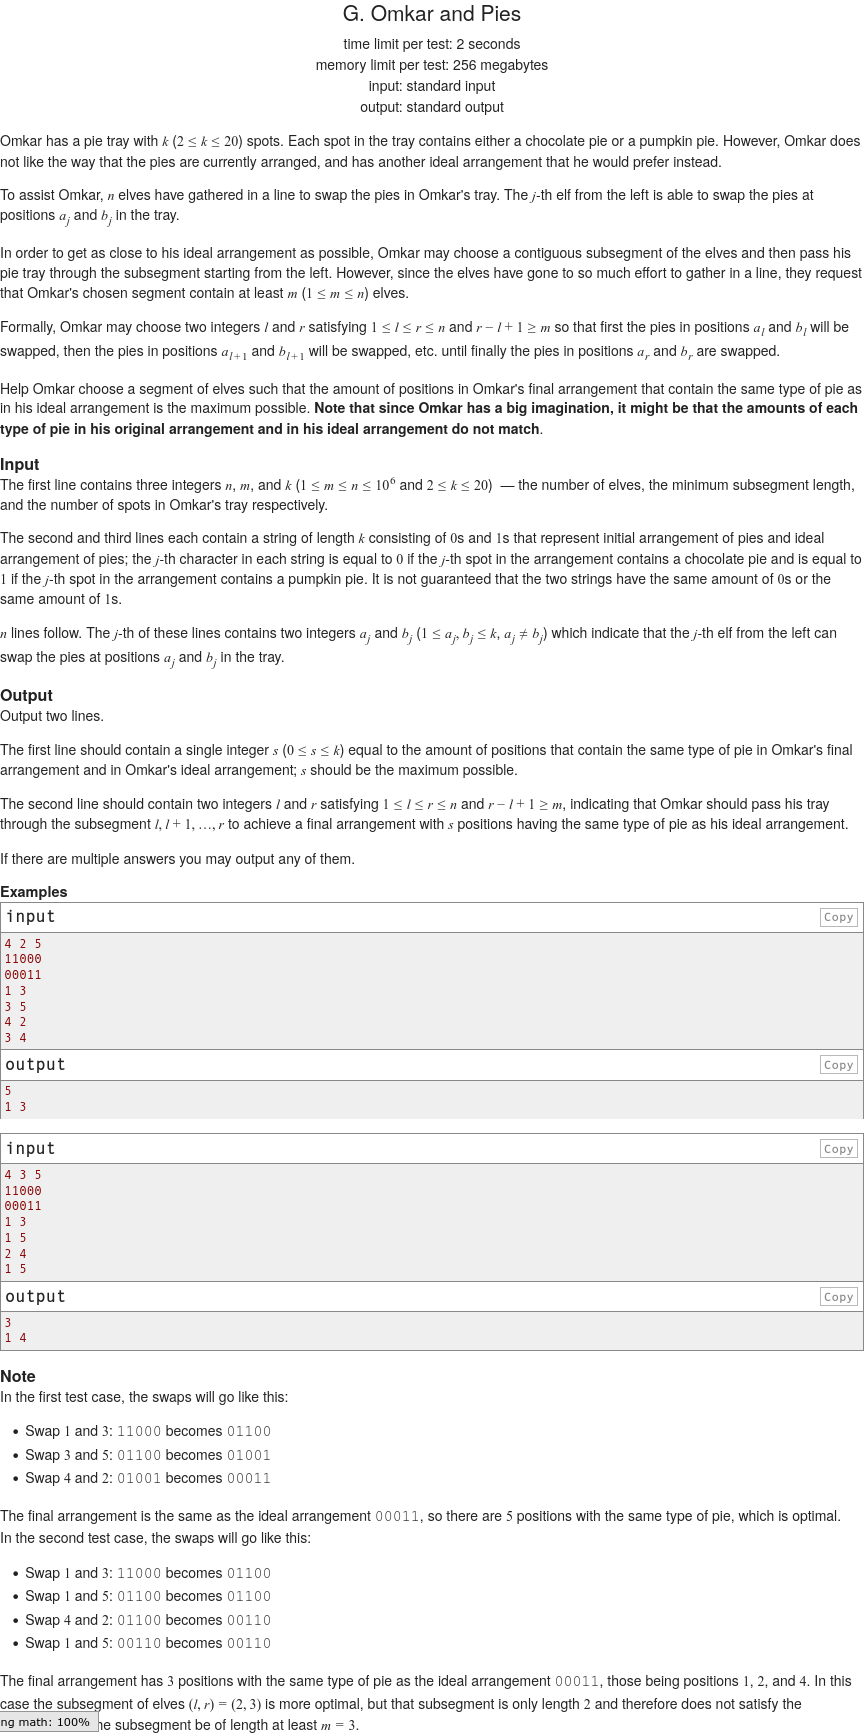 G. Omkar and Pies
time limit per test: 2 seconds
memory limit per test: 256 megabytes
input: standard input
output: standard output
Omkar has a pie tray with k (2 ≤ k ≤ 20) spots. Each spot in the tray contains either a chocolate pie or a pumpkin pie. However, Omkar does
not like the way that the pies are currently arranged, and has another ideal arrangement that he would prefer instead.
To assist Omkar, n elves have gathered in a line to swap the pies in Omkar's tray. The j-th elf from the left is able to swap the pies at
positions a_j and b_j in the tray.
In order to get as close to his ideal arrangement as possible, Omkar may choose a contiguous subsegment of the elves and then pass his
pie tray through the subsegment starting from the left. However, since the elves have gone to so much effort to gather in a line, they request
that Omkar's chosen segment contain at least m (1 ≤ m ≤ n) elves.
Formally, Omkar may choose two integers l and r satisfying 1 ≤ l ≤ r ≤ n and r − l + 1 ≥ m so that first the pies in positions a_l and b_l will be
swapped, then the pies in positions a_{l+1} and b_{l+1} will be swapped, etc. until finally the pies in positions a_r and b_r are swapped.
Help Omkar choose a segment of elves such that the amount of positions in Omkar's final arrangement that contain the same type of pie as
in his ideal arrangement is the maximum possible. Note that since Omkar has a big imagination, it might be that the amounts of each
type of pie in his original arrangement and in his ideal arrangement do not match.
Input
The first line contains three integers n, m, and k (1 ≤ m ≤ n ≤ 10^6 and 2 ≤ k ≤ 20) — the number of elves, the minimum subsegment length,
and the number of spots in Omkar's tray respectively.
The second and third lines each contain a string of length k consisting of 0s and 1s that represent initial arrangement of pies and ideal
arrangement of pies; the j-th character in each string is equal to 0 if the j-th spot in the arrangement contains a chocolate pie and is equal to
1 if the j-th spot in the arrangement contains a pumpkin pie. It is not guaranteed that the two strings have the same amount of 0s or the
same amount of 1s.
n lines follow. The j-th of these lines contains two integers a_j and b_j (1 ≤ a_j, b_j ≤ k, a_j ≠ b_j) which indicate that the j-th elf from the left can
swap the pies at positions a_j and b_j in the tray.
Output
Output two lines.
The first line should contain a single integer s (0 ≤ s ≤ k) equal to the amount of positions that contain the same type of pie in Omkar's final
arrangement and in Omkar's ideal arrangement; s should be the maximum possible.
The second line should contain two integers l and r satisfying 1 ≤ l ≤ r ≤ n and r − l + 1 ≥ m, indicating that Omkar should pass his tray
through the subsegment l, l + 1, …, r to achieve a final arrangement with s positions having the same type of pie as his ideal arrangement.
If there are multiple answers you may output any of them.
Examples
input Copy
4 2 5
11000
00011
1 3
3 5
4 2
3 4
output Copy
5
1 3
input Copy
4 3 5
11000
00011
1 3
1 5
2 4
1 5
output Copy
3
1 4
Note
In the first test case, the swaps will go like this:
• Swap 1 and 3: 11000 becomes 01100
• Swap 3 and 5: 01100 becomes 01001
• Swap 4 and 2: 01001 becomes 00011
The final arrangement is the same as the ideal arrangement 00011, so there are 5 positions with the same type of pie, which is optimal.
In the second test case, the swaps will go like this:
• Swap 1 and 3: 11000 becomes 01100
• Swap 1 and 5: 01100 becomes 01100
• Swap 4 and 2: 01100 becomes 00110
• Swap 1 and 5: 00110 becomes 00110
The final arrangement has 3 positions with the same type of pie as the ideal arrangement 00011, those being positions 1, 2, and 4. In this
case the subsegment of elves (l, r) = (2, 3) is more optimal, but that subsegment is only length 2 and therefore does not satisfy the
ng math: 100% he subsegment be of length at least m = 3.